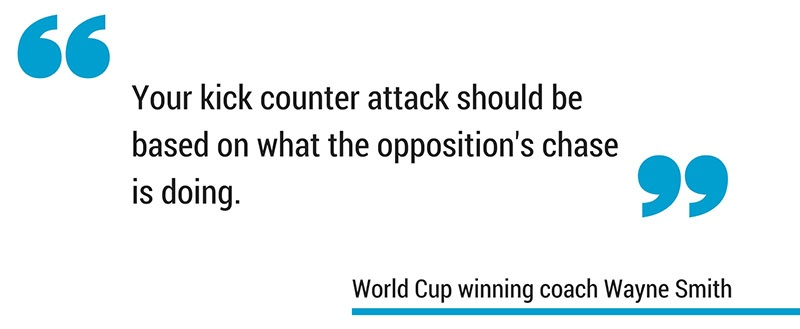 “
Your kick counter attack should be
based on what the opposition's chase
is doing.
”
World Cup winning coach Wayne Smith